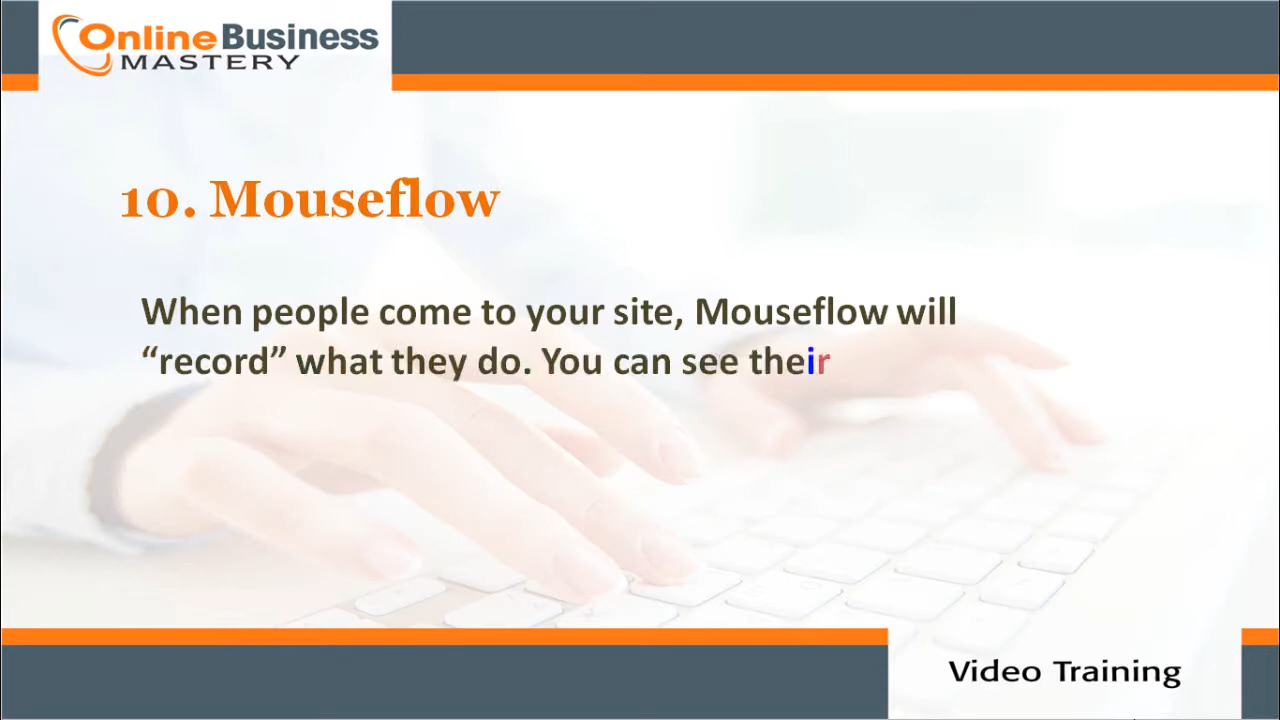 Online Business
MASTERY
10. Mouseflow
When people come to your site, Mouseflow will
“record” what they do. You can see their
Video Training